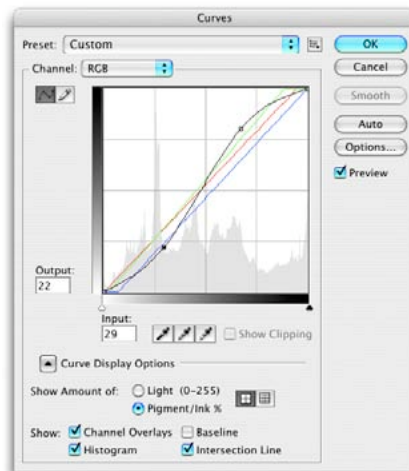 Curves
Preset: Custom
OK
Channel: RGB
Cancel
Smooth
Auto
Options...
Preview
Output:
22
Input:
29
Show Clipping
Curve Display Options
Show Amount of: Light (0-255)
Pigment/Ink %
Show: Channel Overlays Baseline
Histogram Intersection Line